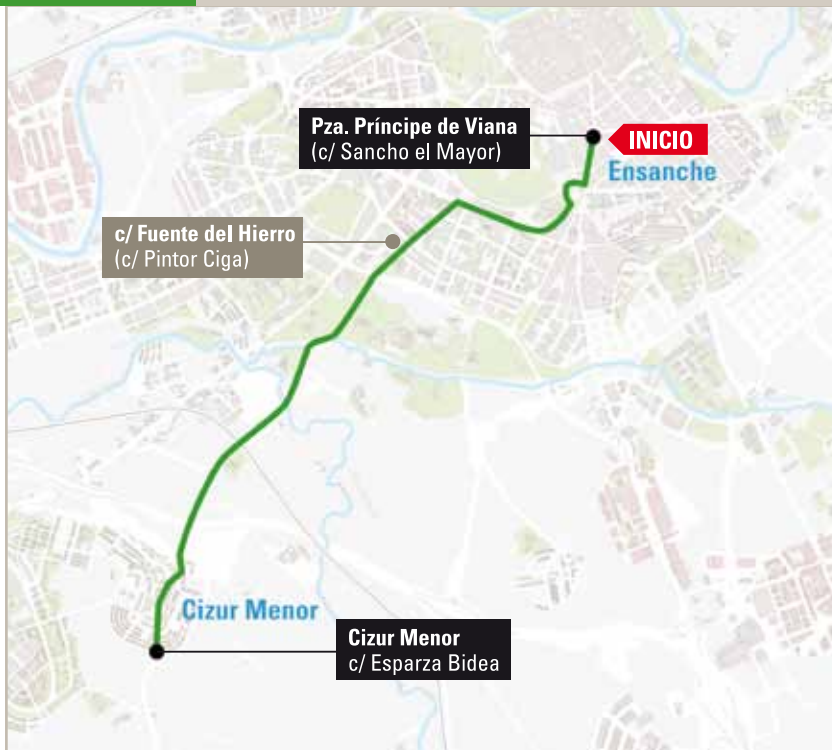 Pza. Príncipe de Viana
(c/ Sancho el Mayor)
INICIO
Ensanche
c/ Fuente del Hierro
(c/ Pintor Ciga)
Cizur Menor
Cizur Menor
c/ Esparza Bidea